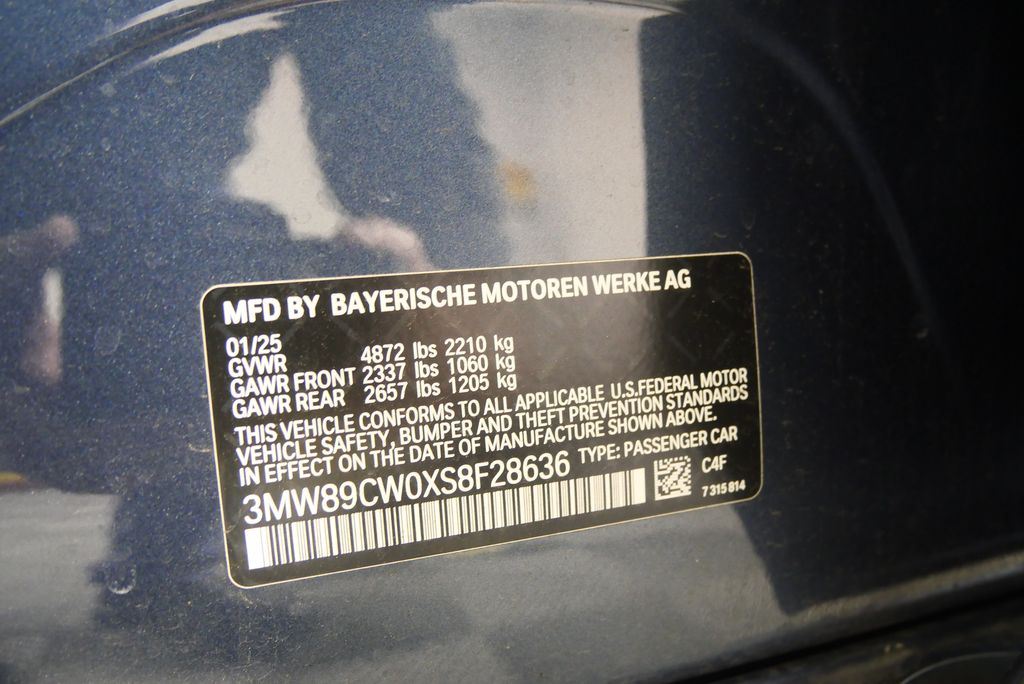 MFD BY BAYERISCHE MOTOREN WERKE AG
01/25
GVWR 4872 lbs 2210 kg
GAWR FRONT 2337 lbs 1060 kg
GAWR REAR 2657 lbs 1205 kg
THIS VEHICLE CONFORMS TO ALL APPLICABLE U.S.FEDERAL MOTOR
VEHICLE SAFETY, BUMPER AND THEFT PREVENTION STANDARDS
IN EFFECT ON THE DATE OF MANUFACTURE SHOWN ABOVE.
3MW89CW0XS8F28636 TYPE: PASSENGER CAR
C4F
7 315 814